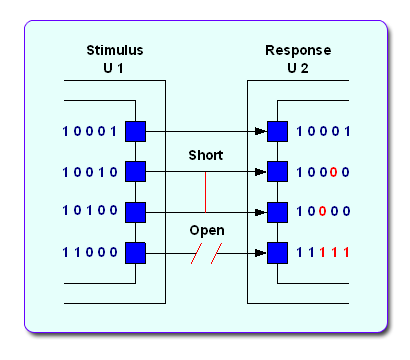 Stimulus
U 1
Response
U 2
1 0 0 0 1
1 0 0 0 1
Short
1 0 0 1 0
1 0 0 0 0
1 0 1 0 0
1 0 0 0 0
Open
1 1 0 0 0
1 1 1 1 1